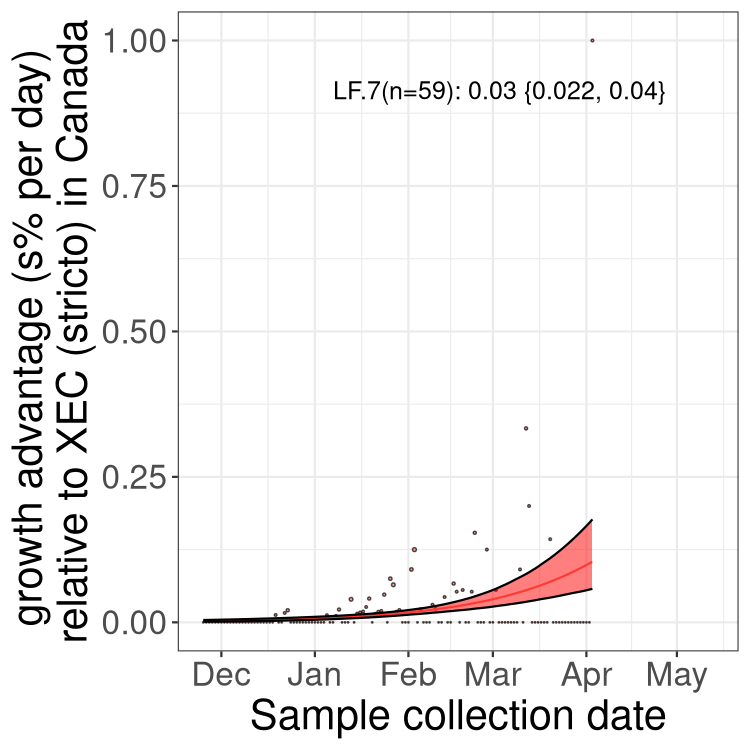 growth advantage (s% per day)
relative to XEC (stricto) in Canada
1.00
0.75
0.50
0.25
0.00
LF.7(n=59): 0.03 {0.022, 0.04}
Dec Jan Feb Mar Apr May
Sample collection date